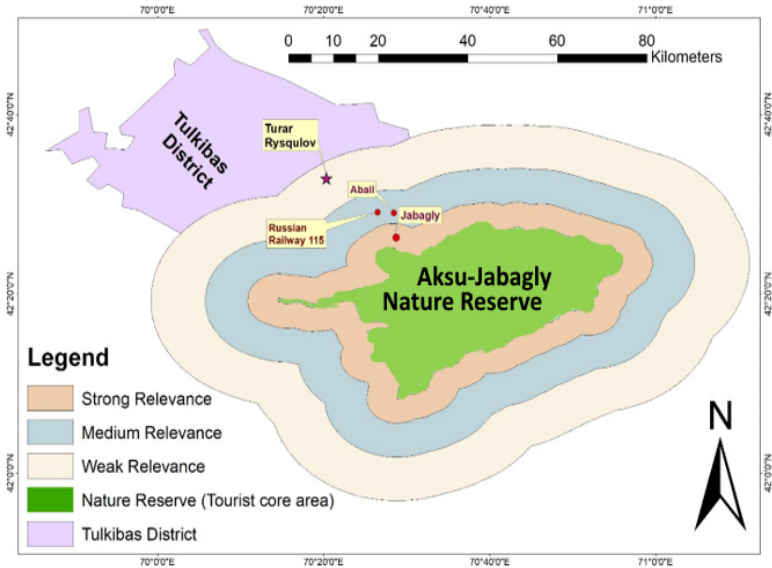 70°0'0"E 70°20'0"E 70°40'0"E 71°0'0"E
0 10 20 40 60 80
Kilometers
42°40'0"N
42°40'0"N
Tulkibas
District
Turar
Rysqulov
Abail
Jabagly
Russian
Railway 115
Aksu-Jabagly
Nature Reserve
42°20'0"N
42°20'0"N
Legend
Strong Relevance
Medium Relevance
Weak Relevance
Nature Reserve (Tourist core area)
Tulkibas District
N
42°0'0"N
42°0'0"N
70°0'0"E 70°20'0"E 70°40'0"E 71°0'0"E